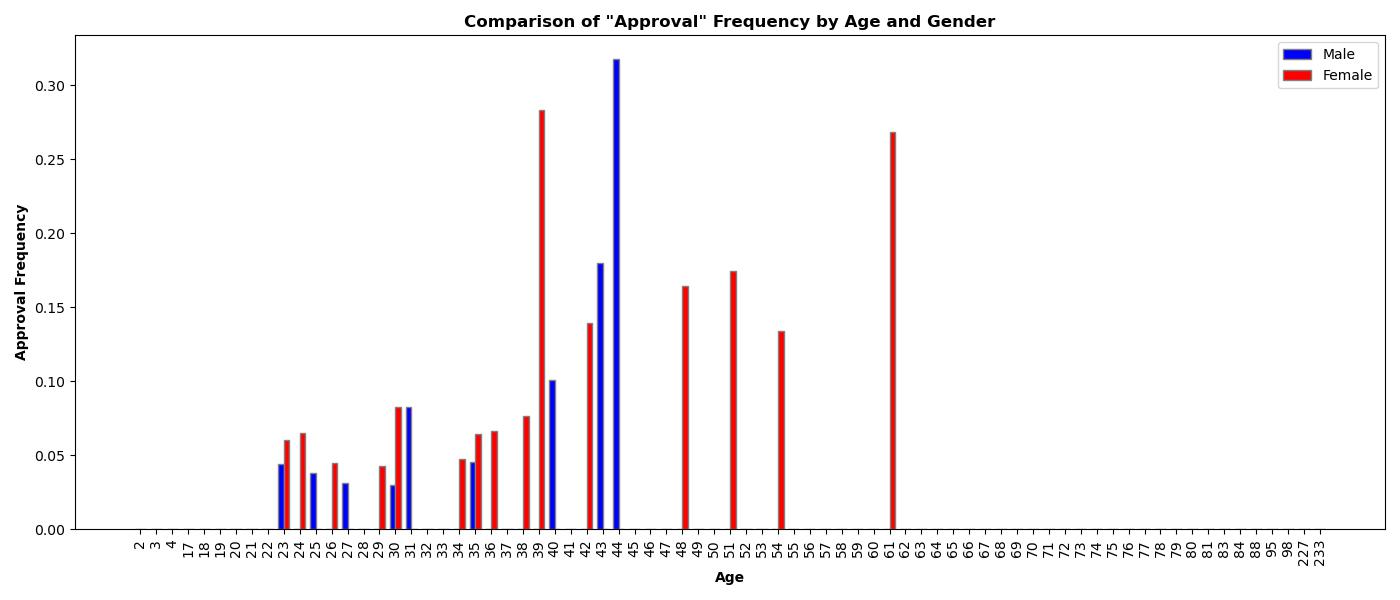 Comparison of "Approval" Frequency by Age and Gender
Male
Female
Approval Frequency
0.30
0.25
0.20
0.15
0.10
0.05
0.00
2 3 4 17 18 19 20 21 22 23 24 25 26 27 28 29 30 31 32 33 34 35 36 37 38 39 40 41 42 43 44 45 46 47 48 49 50 51 52 53 54 55 56 57 58 59 60 61 62 63 64 65 66 67 68 69 70 71 72 73 74 75 76 77 78 79 80 81 83 84 88 95 98 227 233
Age